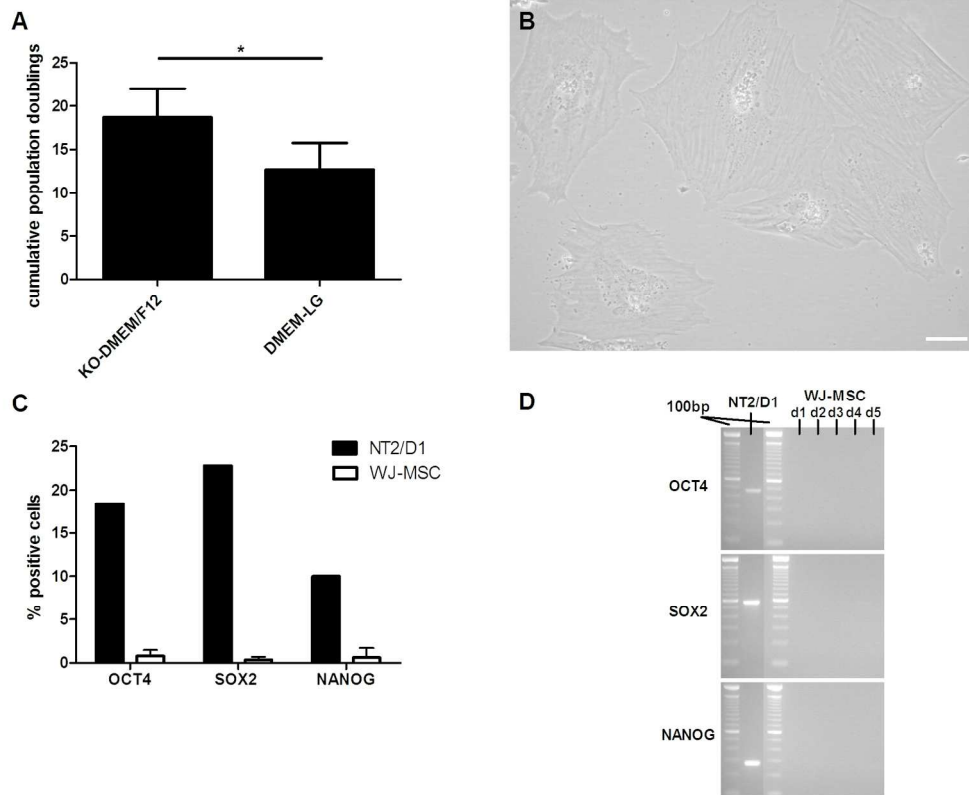 A
*
cumulative population doublings
25
20
15
10
5
0
KO-DMEM/F12
DMEM-LG
B
C
% positive cells
25
20
15
10
5
0
NT2/D1
WJ-MSC
OCT4
SOX2
NANOG
D
100bp
NT2/D1
WJ-MSC
d1 d2 d3 d4 d5
OCT4
SOX2
NANOG